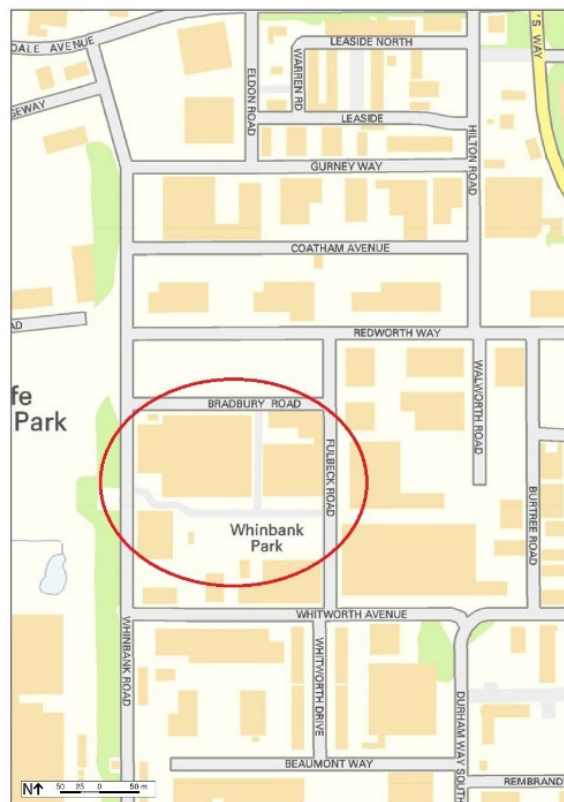 DALE AVENUE
'S WAY
LEASIDE NORTH
WARREN RD
ELDON ROAD
GEWAY
LEASIDE
HILTON ROAD
GURNEY WAY
COATHAM AVENUE
AD
REDWORTH WAY
WALWORTH ROAD
fe
Park
BRADBURY ROAD
FULBECK ROAD
BURTREE ROAD
Whinbank
Park
WHITWORTH AVENUE
WHINBANK ROAD
WHITWORTH DRIVE
DURHAM WAY SOUTH
BEAUMONT WAY
REMBRANDT
N
50 25 0 50 m